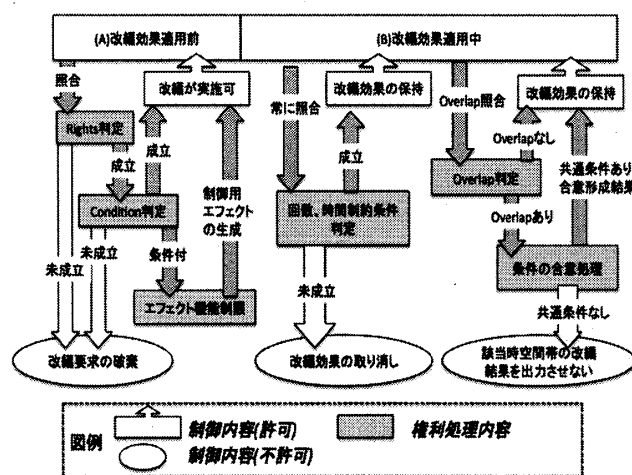 (A)改編効果適用前
(B)改編効果適用中
照合
改編が実施可
常に照合
改編効果の保持
Overlap照合
改編効果の保持
Rights判定
成立
成立
制御用
エフェクト
の生成
成立
Overlapなし
共通条件あり
合意形成結果
Overlap判定
Condition判定
回数、時間制約条件
判定
Overlapあり
未成立
未成立
条件付
未成立
条件の合意処理
エフェクト機能制限
共通条件なし
改編要求の破棄
改編効果の取り消し
該当時空間帯の改編
結果を出力させない
図例
制御内容(許可)
権利処理内容
制御内容(不許可)